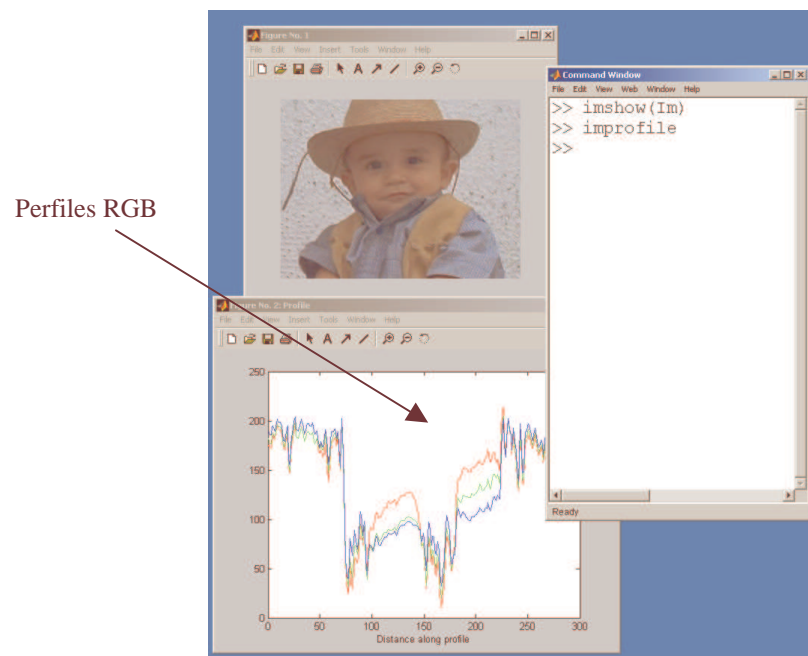 Figure No. 1
File Edit View Insert Tools Window Help
Command Window
File Edit View Web Window Help
>> imshow(Im)
>> improfile
>>
Ready
Perfiles RGB
Figure No. 2: Profile
File Edit View Insert Tools Window Help
250
200
150
100
50
0
0 50 100 150 200 250 300
Distance along profile